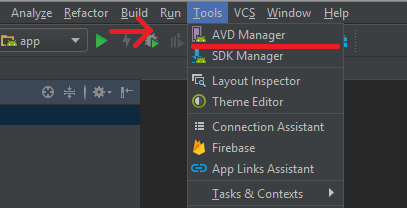 Analyze Refactor Build Run Tools VCS Window Help
app
AVD Manager
SDK Manager
Layout Inspector
Theme Editor
Connection Assistant
Firebase
App Links Assistant
Tasks & Contexts